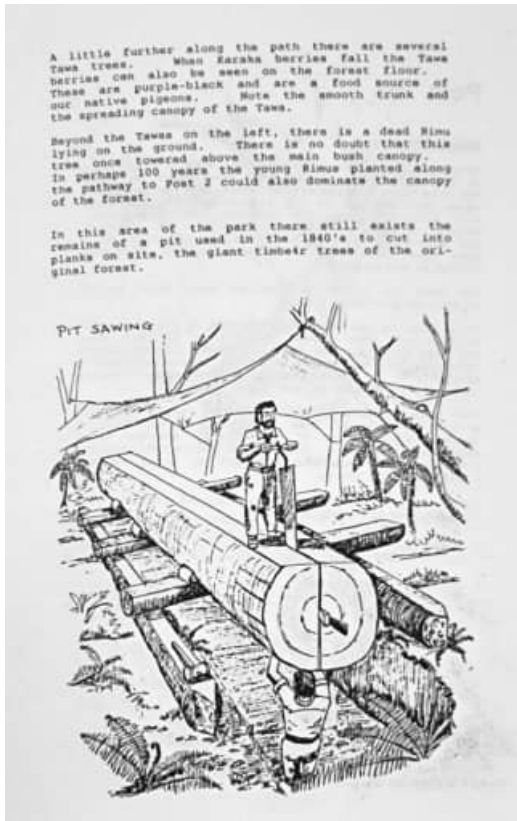 A little further along the path there are several
Tawa trees. When Karaka berries fall the Tawa
berries can also be seen on the forest floor.
These are purple-black and are a food source of
our native pigeons. Note the smooth trunk and
the spreading canopy of the Tawa.
Beyond the Tawas on the left, there is a dead Rimu
lying on the ground. There is no doubt that this
tree once towered above the main bush canopy.
In perhaps 100 years the young Rimus planted along
the pathway to Post 2 could also dominate the canopy
of the forest.
In this area of the park there still exists the
remains of a pit used in the 1840's to cut into
planks on site, the giant timbe4r trees of the ori-
ginal forest.
PIT SAWING